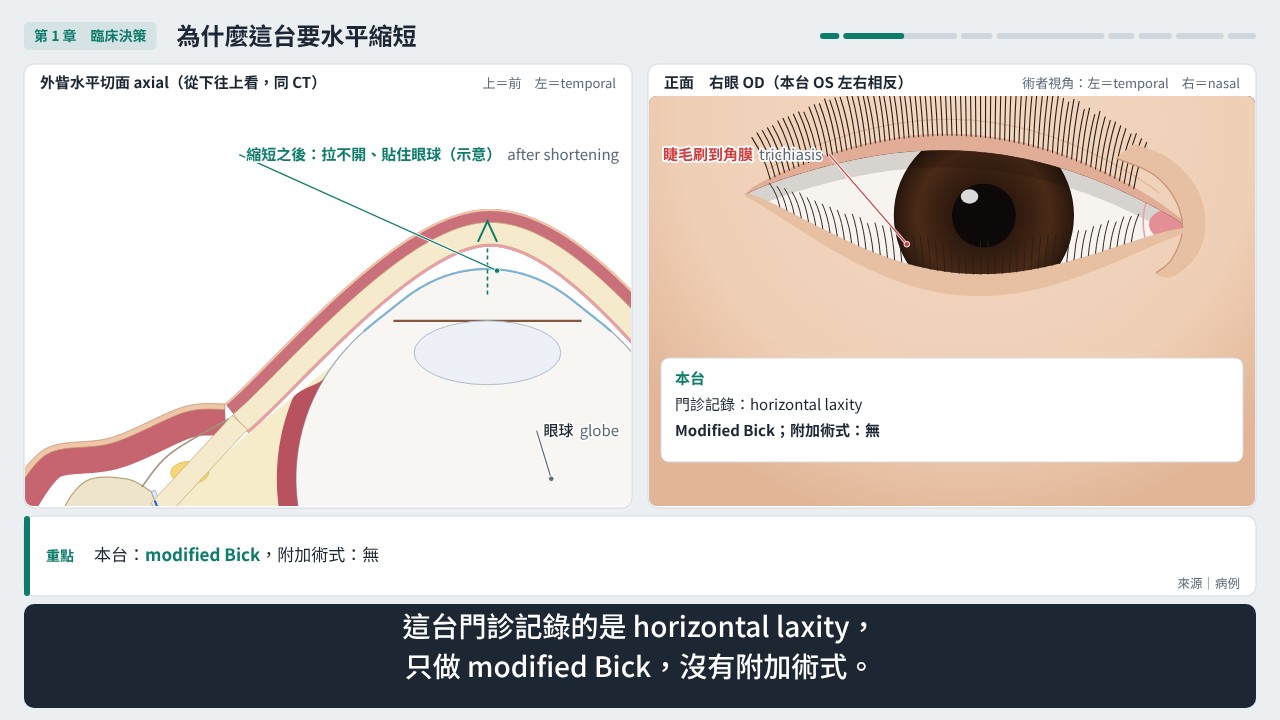 第 1 章　臨床決策
為什麼這台要水平縮短
外眥水平切面 axial（從下往上看，同 CT）
上＝前　左＝temporal
~縮短之後：拉不開、貼住眼球（示意） after shortening
眼球 globe
正面　右眼 OD（本台 OS 左右相反）
術者視角：左＝temporal　右＝nasal
睫毛刷到角膜 trichiasis
本台
門診記錄：horizontal laxity
Modified Bick；附加術式：無
重點　本台：modified Bick，附加術式：無
來源｜病例
這台門診記錄的是 horizontal laxity，
只做 modified Bick，沒有附加術式。